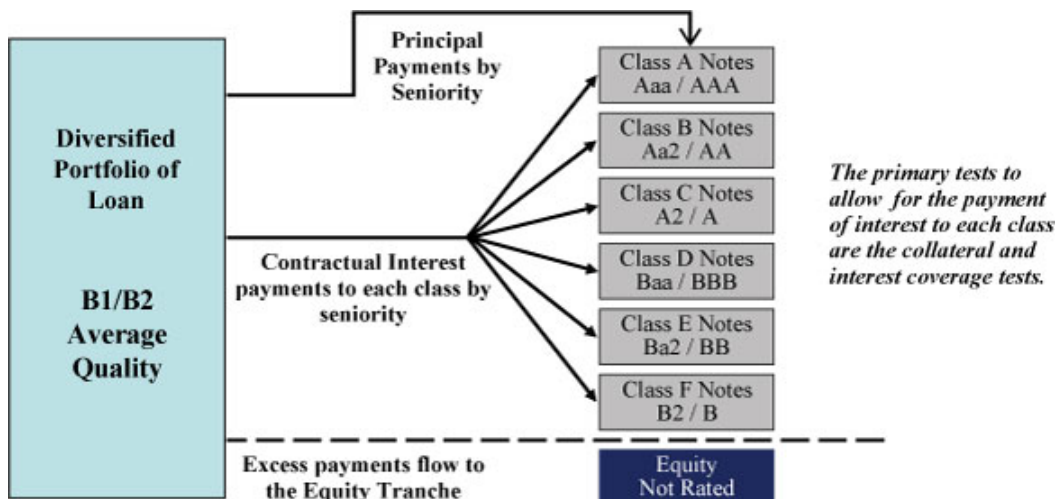 Diversified
Portfolio of
Loan
B1/B2
Average
Quality
Principal
Payments by
Seniority
Contractual Interest
payments to each class by
seniority
Class A Notes
Aaa / AAA
Class B Notes
Aa2 / AA
Class C Notes
A2 / A
Class D Notes
Baa / BBB
Class E Notes
Ba2 / BB
Class F Notes
B2 / B
The primary tests to
allow for the payment
of interest to each class
are the collateral and
interest coverage tests.
Excess payments flow to
the Equity Tranche
Equity
Not Rated